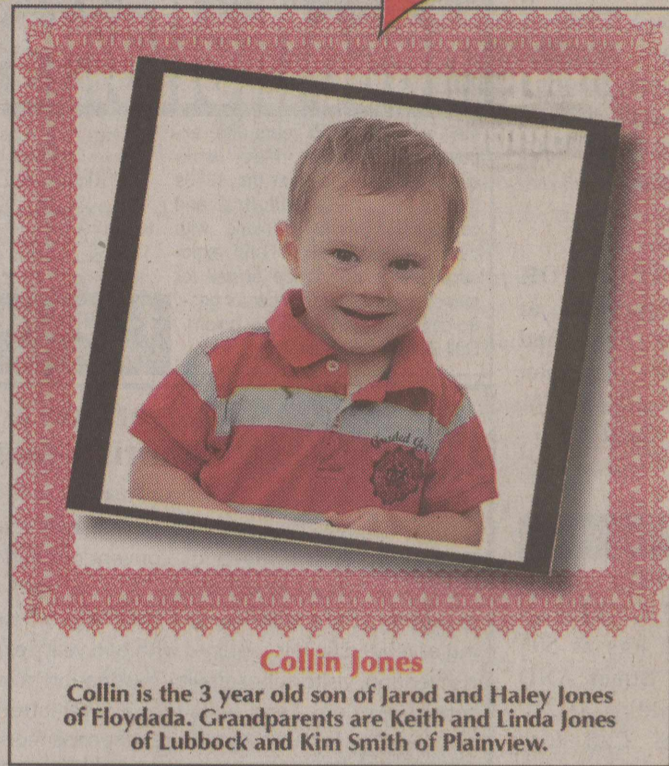 Collin Jones
Collin is the 3 year old son of Jarod and Haley Jones
of Floydada. Grandparents are Keith and Linda Jones
of Lubbock and Kim Smith of Plainview.